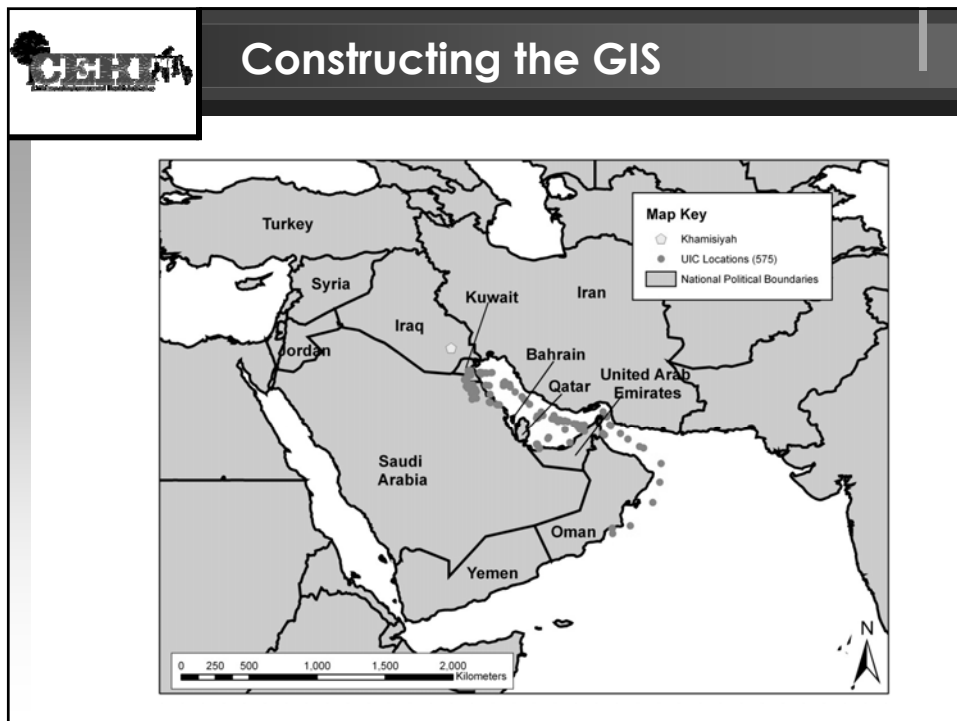 CEHI
Constructing the GIS
Map Key
Khamisiyah
UIC Locations (575)
National Political Boundaries
Turkey
Syria
Iraq
Jordan
Kuwait
Iran
Bahrain
Qatar
United Arab
Emirates
Saudi
Arabia
Oman
Yemen
N
0 250 500 1,000 1,500 2,000
Kilometers